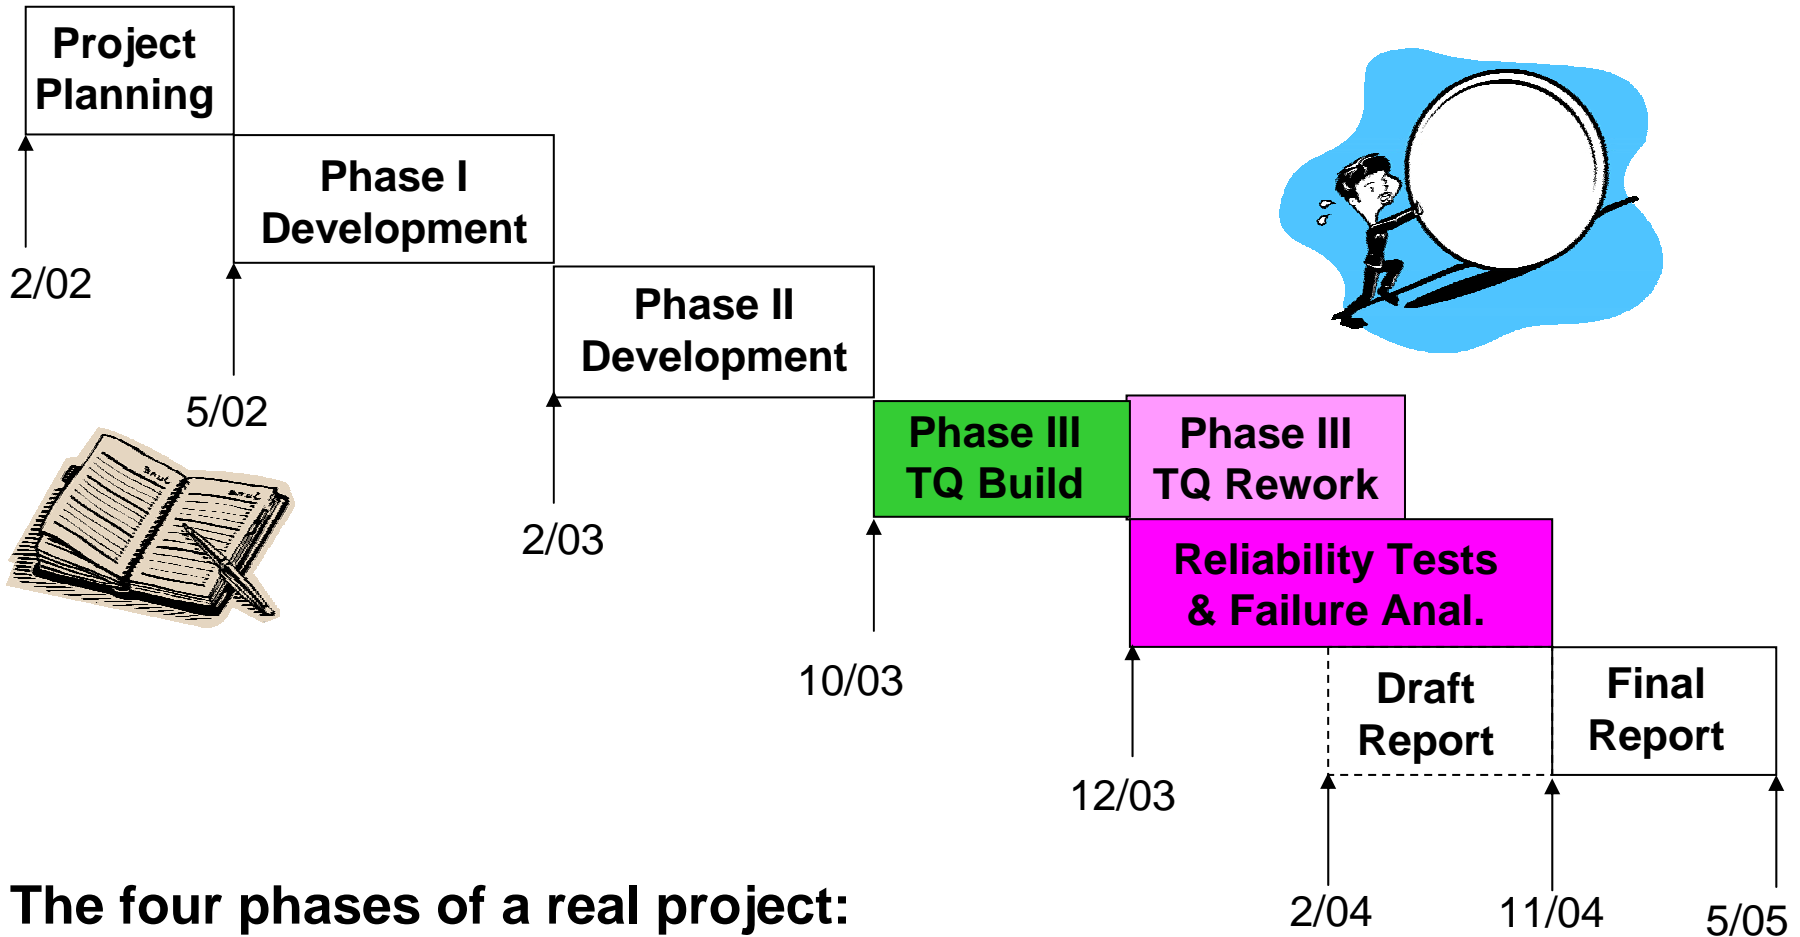 Project
Planning
Phase I
Development
2/02
Phase II
Development
5/02
Phase III
TQ Build
Phase III
TQ Rework
2/03
Reliability Tests
& Failure Anal.
10/03
Draft
Report
Final
Report
12/03
2/04
11/04
5/05
The four phases of a real project: